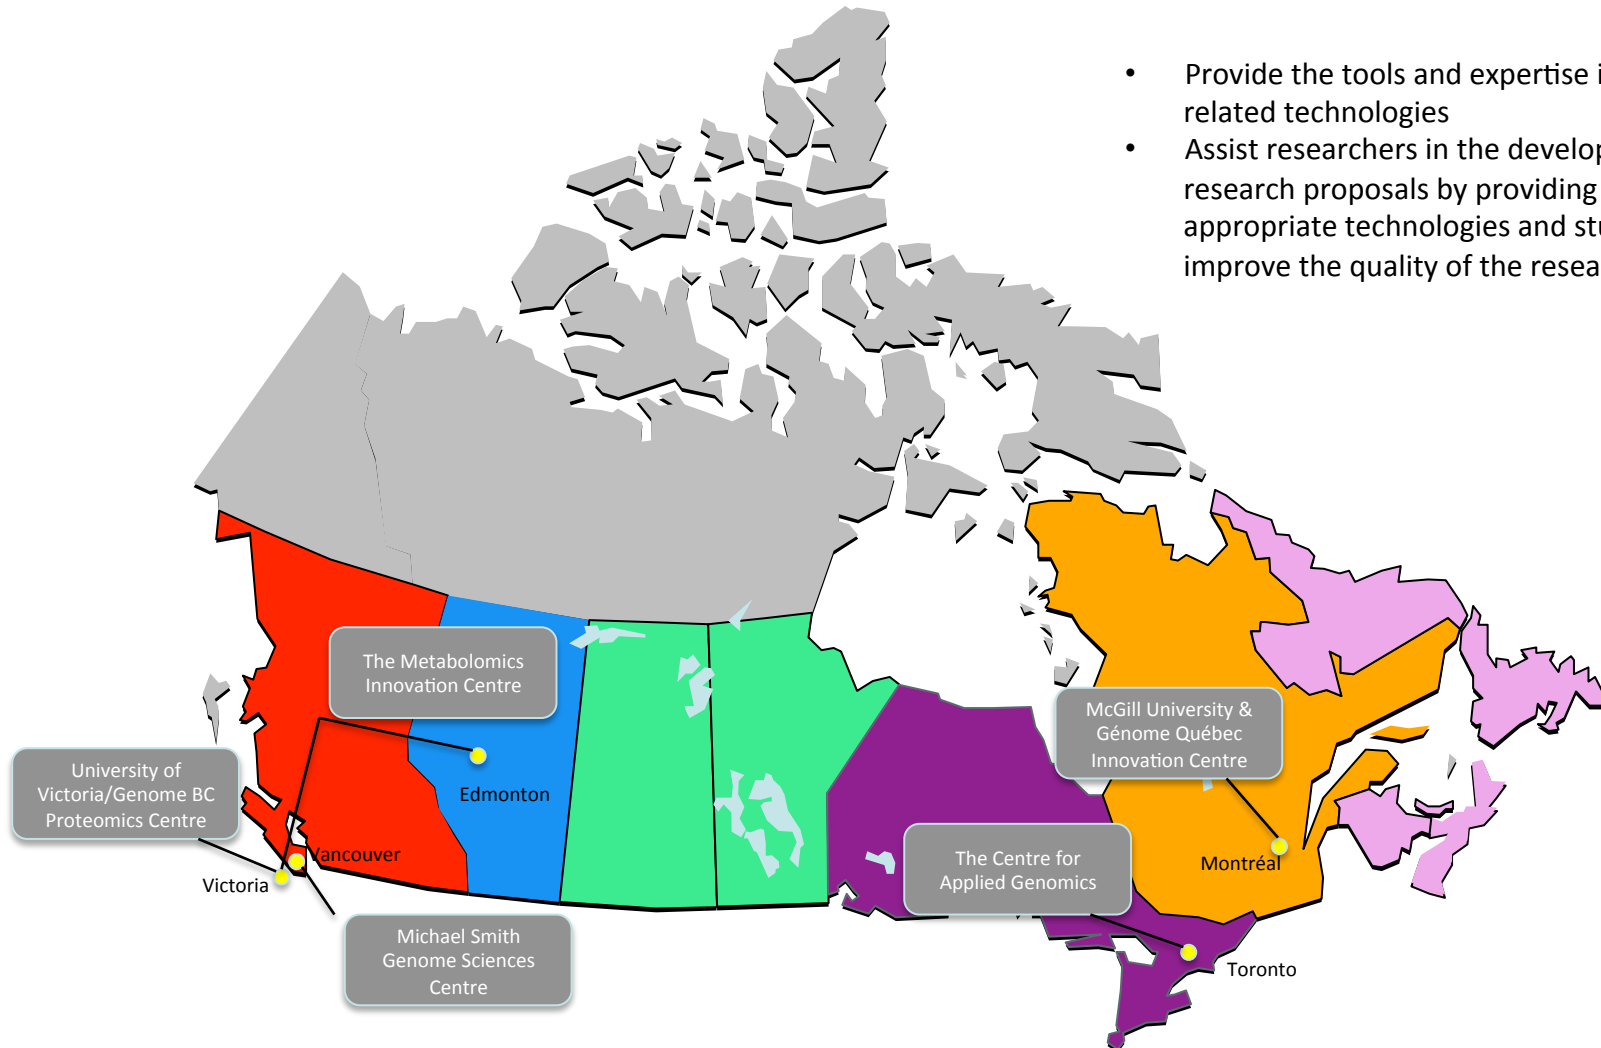 • Provide the tools and expertise i
related technologies
• Assist researchers in the develop
research proposals by providing
appropriate technologies and stu
improve the quality of the resea
The Metabolomics
Innovation Centre
McGill University &
Génome Québec
Innovation Centre
University of
Victoria/Genome BC
Proteomics Centre
Edmonton
Vancouver
Victoria
The Centre for
Applied Genomics
Montréal
Michael Smith
Genome Sciences
Centre
Toronto